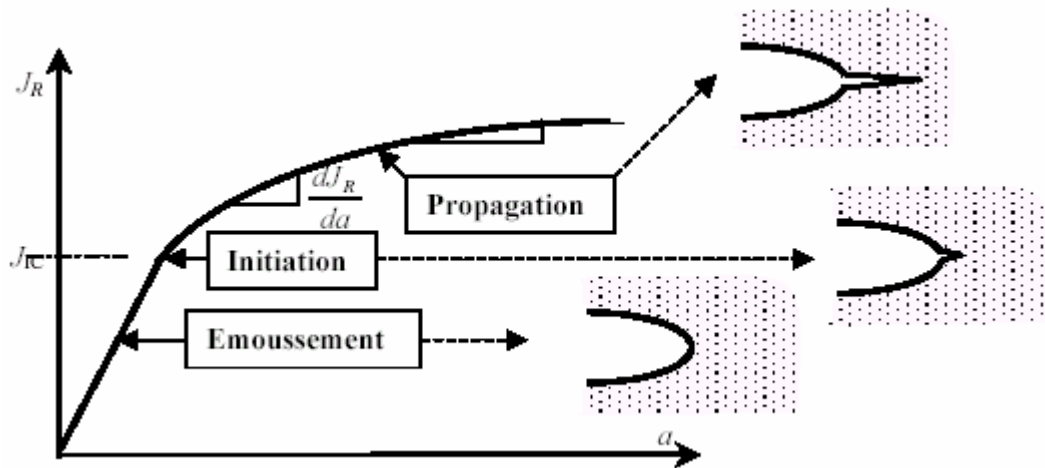 J_R
Propagation
dJ_R
da
J_IC
Initiation
Emoussement
a